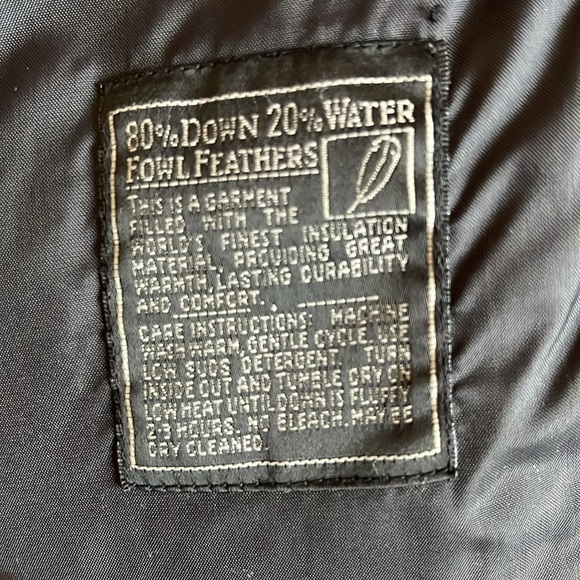 80% DOWN 20% WATER
FOWL FEATHERS
THIS IS A GARMENT
FILLED WITH THE
WORLD'S FINEST INSULATION
MATERIAL, PROVIDING GREAT
WARMTH, LASTING DURABILITY
AND COMFORT.
CARE INSTRUCTIONS: MACHINE
WASH WARM, GENTLE CYCLE, USE
LOW SUDS DETERGENT. TURN
INSIDE OUT AND TUMBLE DRY ON
LOW HEAT UNTIL DOWN IS FLUFFY
2-3 HOURS. NO BLEACH. MAY BE
DRY CLEANED.